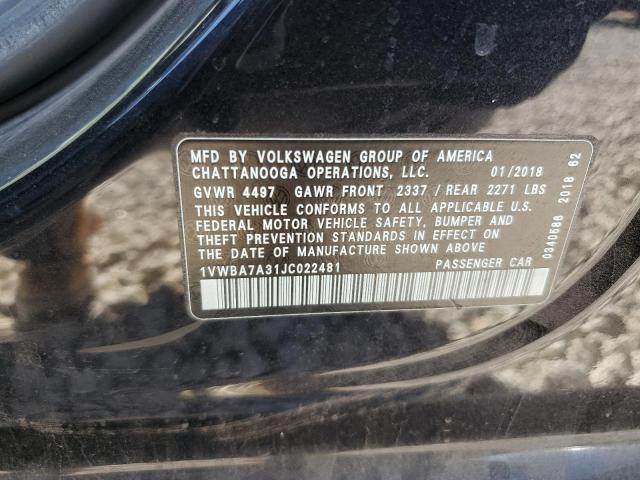 MFD BY VOLKSWAGEN GROUP OF AMERICA
CHATTANOOGA OPERATIONS, LLC. 01/2018
GVWR 4497 GAWR FRONT 2337 / REAR 2271 LBS
THIS VEHICLE CONFORMS TO ALL APPLICABLE U.S.
FEDERAL MOTOR VEHICLE SAFETY, BUMPER AND
THEFT PREVENTION STANDARDS IN EFFECT ON
THE DATE OF MANUFACTURE SHOWN ABOVE
1VWBA7A31JC022481 PASSENGER CAR
0340588 2018 62